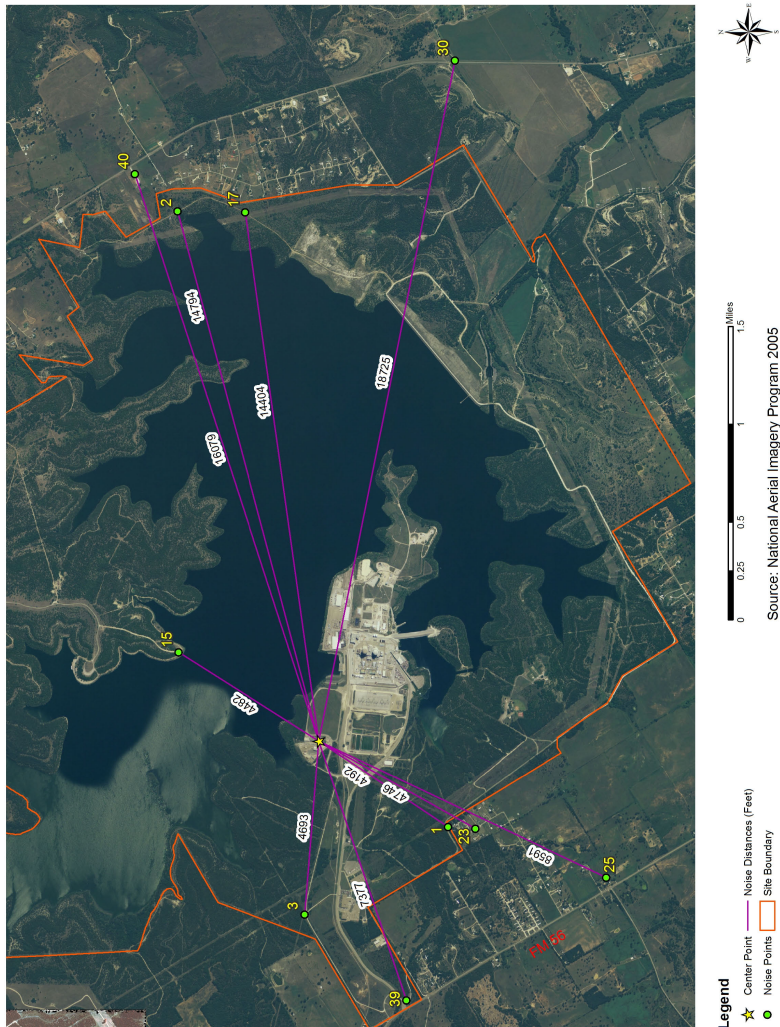 30
40
2
17
14794
16079
14404
18725
15
4482
4693
4192
4746
7377
8591
1
23
25
3
39
FM 56
N
E
S
W
Miles
0
0.25
0.5
1
1.5
Source: National Aerial Imagery Program 2005
Legend
Center Point
Noise Distances (Feet)
Noise Points
Site Boundary